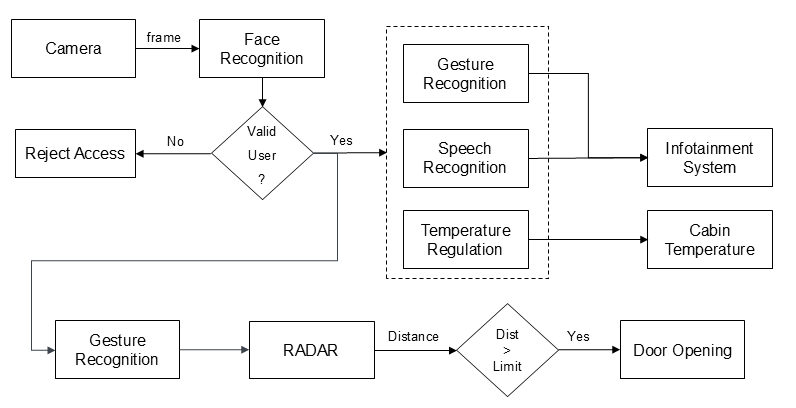 Camera
frame
Face
Recognition
Gesture
Recognition
Reject Access
No
Valid
User
?
Yes
Speech
Recognition
Infotainment
System
Temperature
Regulation
Cabin
Temperature
Gesture
Recognition
RADAR
Distance
Dist
>
Limit
Yes
Door Opening